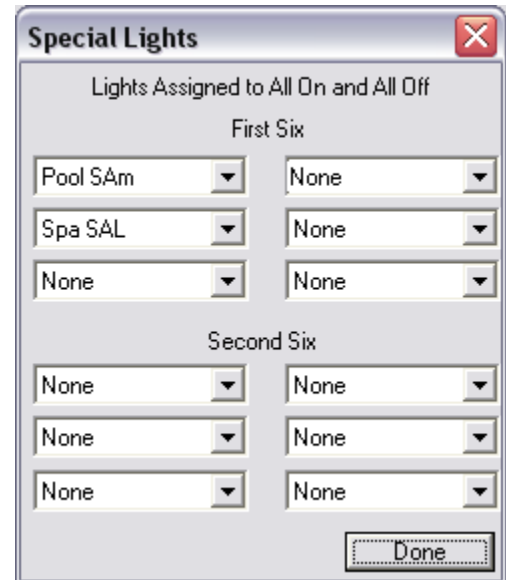 Special Lights
Lights Assigned to All On and All Off
First Six
Pool SAm None
Spa SAL None
None None
Second Six
None None
None None
None None
Done